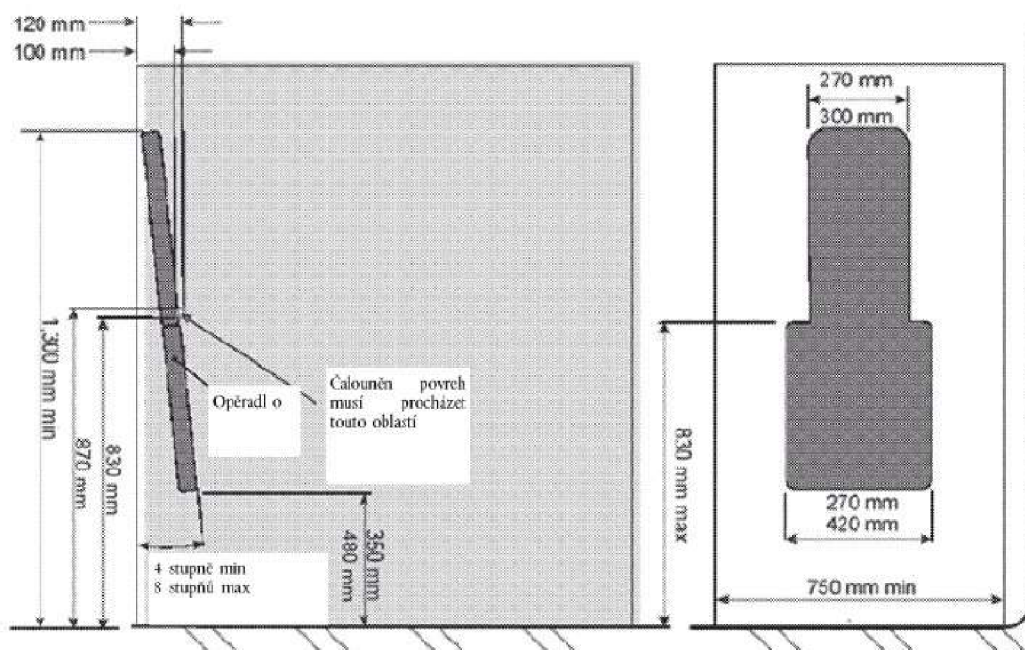 120 mm
100 mm
270 mm
300 mm
1,300 mm min
870 mm
830 mm
Opěradl o
Čalouněn povreh
musí procházet
touto oblastí
350 mm
480 mm
4 stupně min
8 stupňů max
830 mm max
270 mm
420 mm
750 mm min